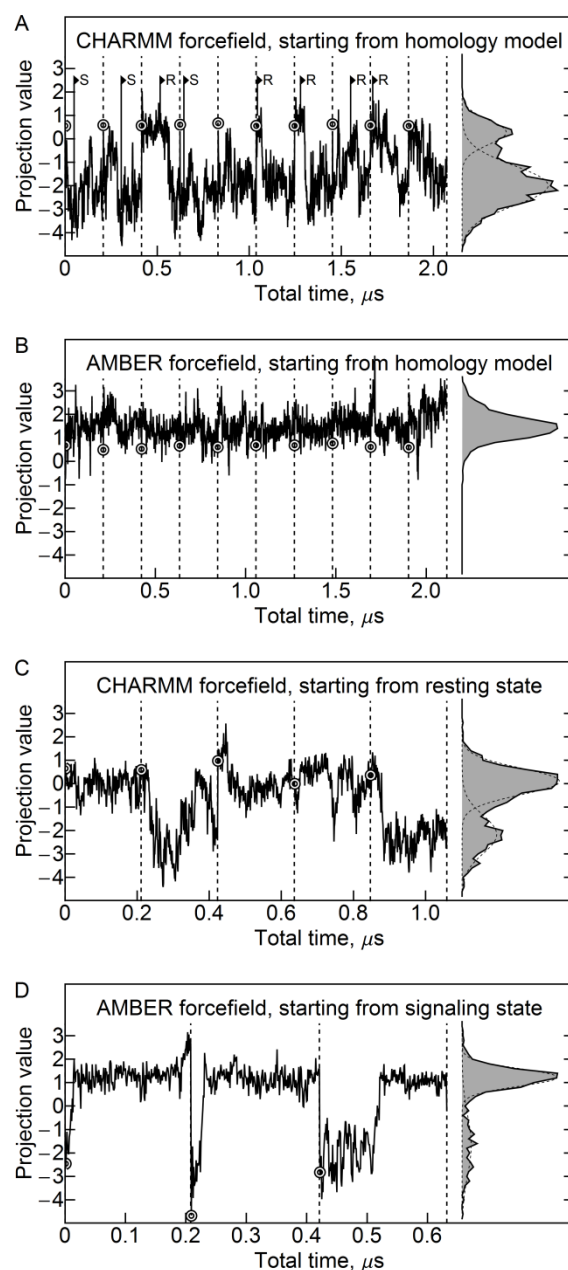 A
CHARMM forcefield, starting from homology model
S S R S R R R R
Projection value
3
2
1
0
−1
−2
−3
−4
0 0.5 1.0 1.5 2.0
Total time, μs
B
AMBER forcefield, starting from homology model
Projection value
3
2
1
0
−1
−2
−3
−4
0 0.5 1.0 1.5 2.0
Total time, μs
C
CHARMM forcefield, starting from resting state
Projection value
3
2
1
0
−1
−2
−3
−4
0 0.2 0.4 0.6 0.8 1.0
Total time, μs
D
AMBER forcefield, starting from signaling state
Projection value
3
2
1
0
−1
−2
−3
−4
0 0.1 0.2 0.3 0.4 0.5 0.6
Total time, μs